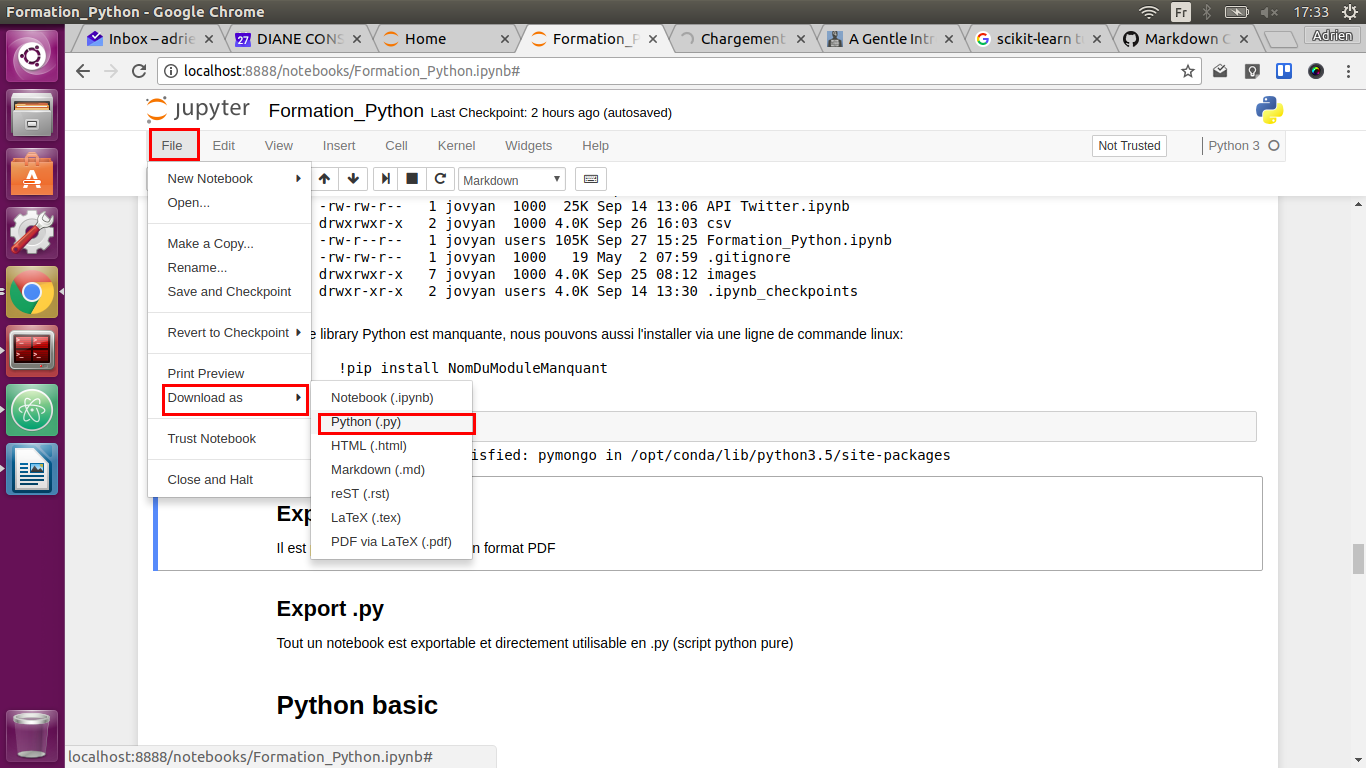 Formation_Python - Google Chrome
Fr
17:33
Inbox – adrie
27 DIANE CONS
Home
Formation_P
Chargement
A Gentle Intr
scikit-learn t
Markdown C
Adrien
localhost:8888/notebooks/Formation_Python.ipynb#
jupyter Formation_Python Last Checkpoint: 2 hours ago (autosaved)
File Edit View Insert Cell Kernel Widgets Help
Not Trusted
Python 3
Markdown
New Notebook
Open...
Make a Copy...
Rename...
Save and Checkpoint
Revert to Checkpoint
Print Preview
Download as
Trust Notebook
Close and Halt
Notebook (.ipynb)
Python (.py)
HTML (.html)
Markdown (.md)
reST (.rst)
LaTeX (.tex)
PDF via LaTeX (.pdf)
-rw-rw-r-- 1 jovyan 1000 25K Sep 14 13:06 API Twitter.ipynb
drwxrwxr-x 2 jovyan 1000 4.0K Sep 26 16:03 csv
-rw-r--r-- 1 jovyan users 105K Sep 27 15:25 Formation_Python.ipynb
-rw-rw-r-- 1 jovyan 1000 19 May 2 07:59 .gitignore
drwxrwxr-x 7 jovyan 1000 4.0K Sep 25 08:12 images
drwxr-xr-x 2 jovyan users 4.0K Sep 14 13:30 .ipynb_checkpoints
e library Python est manquante, nous pouvons aussi l'installer via une ligne de commande linux:
!pip install NomDuModuleManquant
isfied: pymongo in /opt/conda/lib/python3.5/site-packages
Exp
Il est
n format PDF
Export .py
Tout un notebook est exportable et directement utilisable en .py (script python pure)
Python basic
localhost:8888/notebooks/Formation_Python.ipynb#